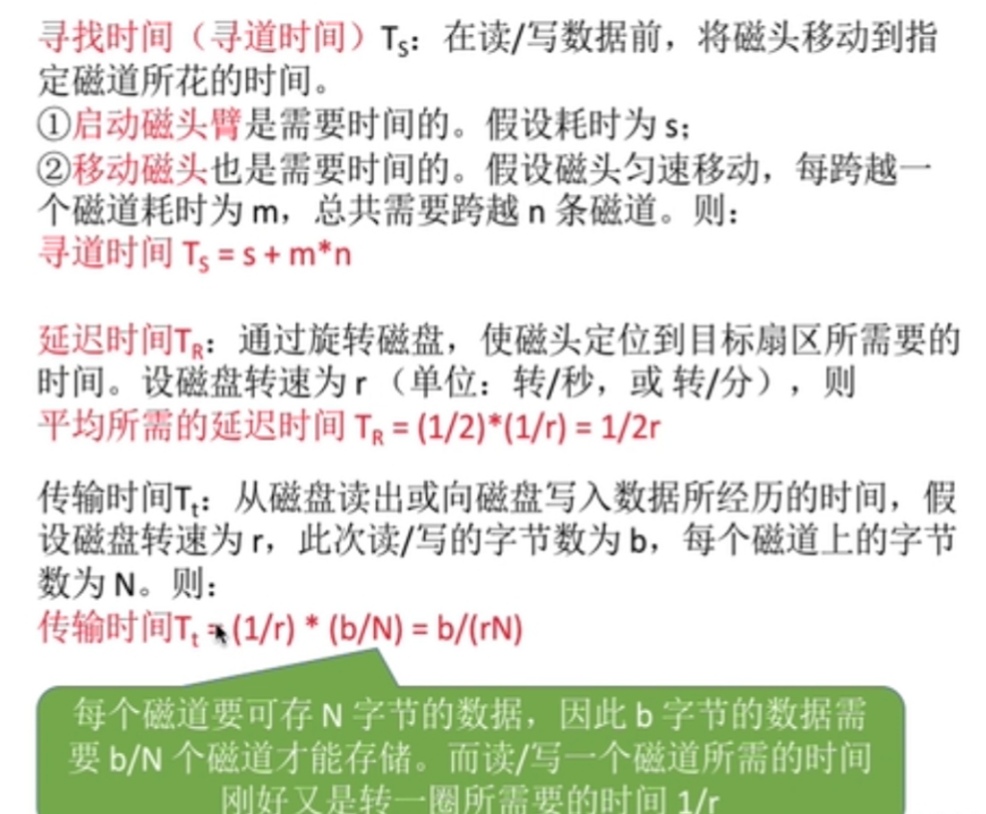 寻找时间（寻道时间）TS：在读/写数据前，将磁头移动到指
定磁道所花的时间。
①启动磁头臂是需要时间的。假设耗时为 s；
②移动磁头也是需要时间的。假设磁头匀速移动，每跨越一
个磁道耗时为 m，总共需要跨越 n 条磁道。则：
寻道时间 TS = s + m*n
延迟时间TR：通过旋转磁盘，使磁头定位到目标扇区所需要的
时间。设磁盘转速为 r （单位：转/秒，或 转/分），则
平均所需的延迟时间 TR = (1/2)*(1/r) = 1/2r
传输时间Tt：从磁盘读出或向磁盘写入数据所经历的时间，假
设磁盘转速为 r，此次读/写的字节数为 b，每个磁道上的字节
数为 N。则：
传输时间Tt = (1/r) * (b/N) = b/(rN)
每个磁道要可存 N 字节的数据，因此 b 字节的数据需
要 b/N 个磁道才能存储。而读/写一个磁道所需的时间
刚好又是转一圈所需要的时间 1/r